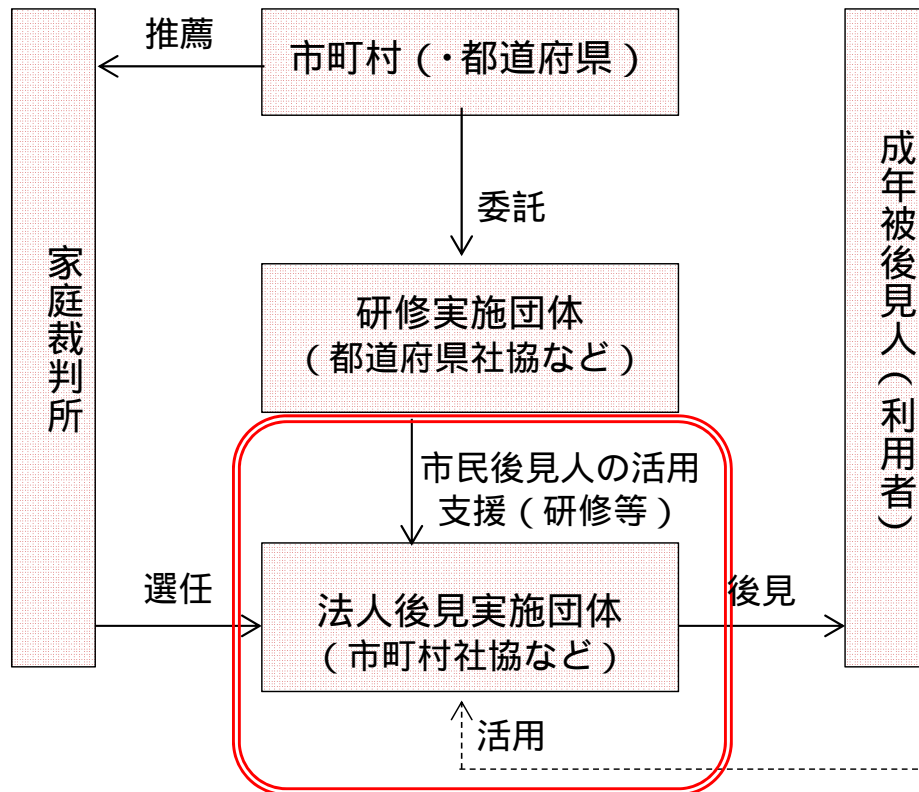 推薦
市町村(・都道府県)
委託
家庭裁判所
研修実施団体
(都道府県社協など)
成年被後見人(利用者)
市民後見人の活用
支援(研修等)
選任
法人後見実施団体
(市町村社協など)
後見
活用